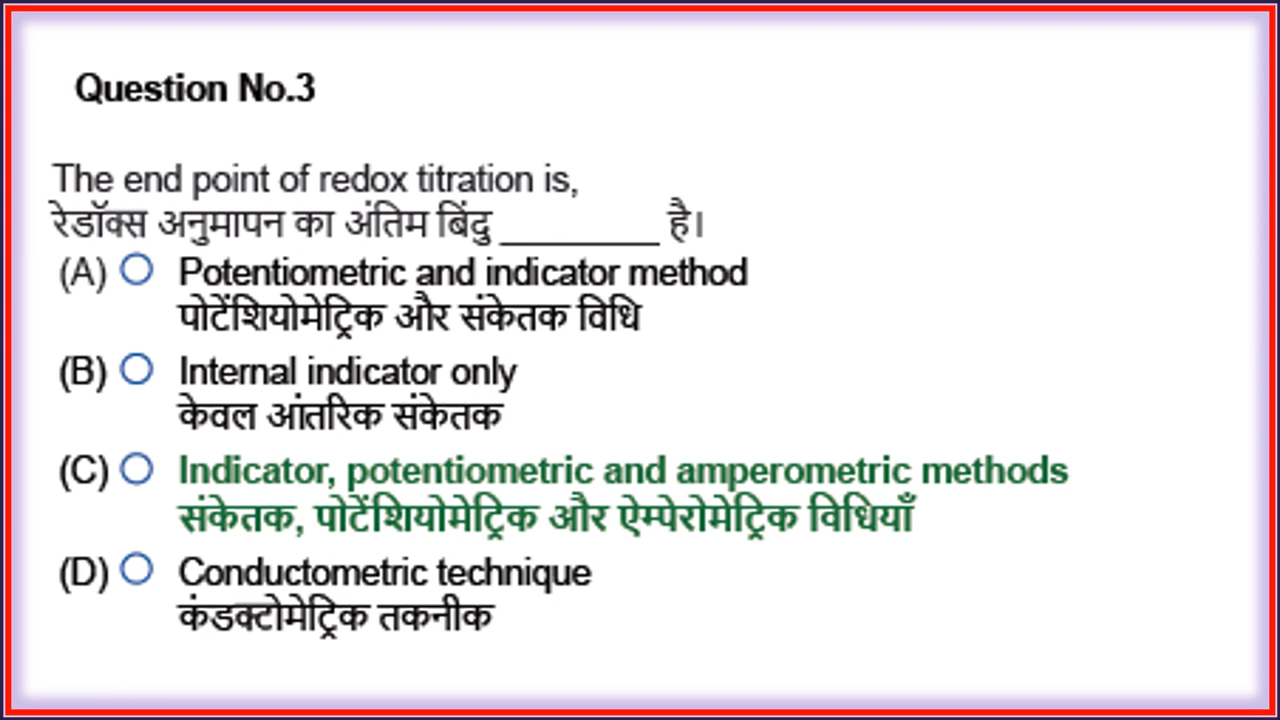 Question No.3
The end point of redox titration is,
रेडॉक्स अनुमापन का अंतिम बिंदु ________ है।
(A) Potentiometric and indicator method
पोटेंशियोमेट्रिक और संकेतक विधि
(B) Internal indicator only
केवल आंतरिक संकेतक
(C) Indicator, potentiometric and amperometric methods
संकेतक, पोटेंशियोमेट्रिक और ऐम्पेरोमेट्रिक विधियाँ
(D) Conductometric technique
कंडक्टोमेट्रिक तकनीक